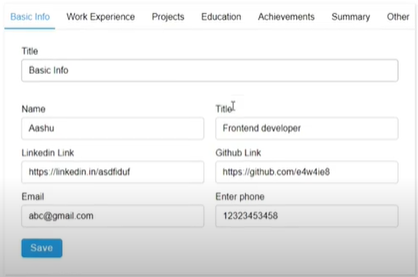 Basic Info Work Experience Projects Education Achievements Summary Other
Title
Basic Info
Name Title
Aashu Frontend developer
Linkedin Link Github Link
https://linkedin.in/asdfiduf https://github.com/e4w4ie8
Email Enter phone
abc@gmail.com 12323453458
Save